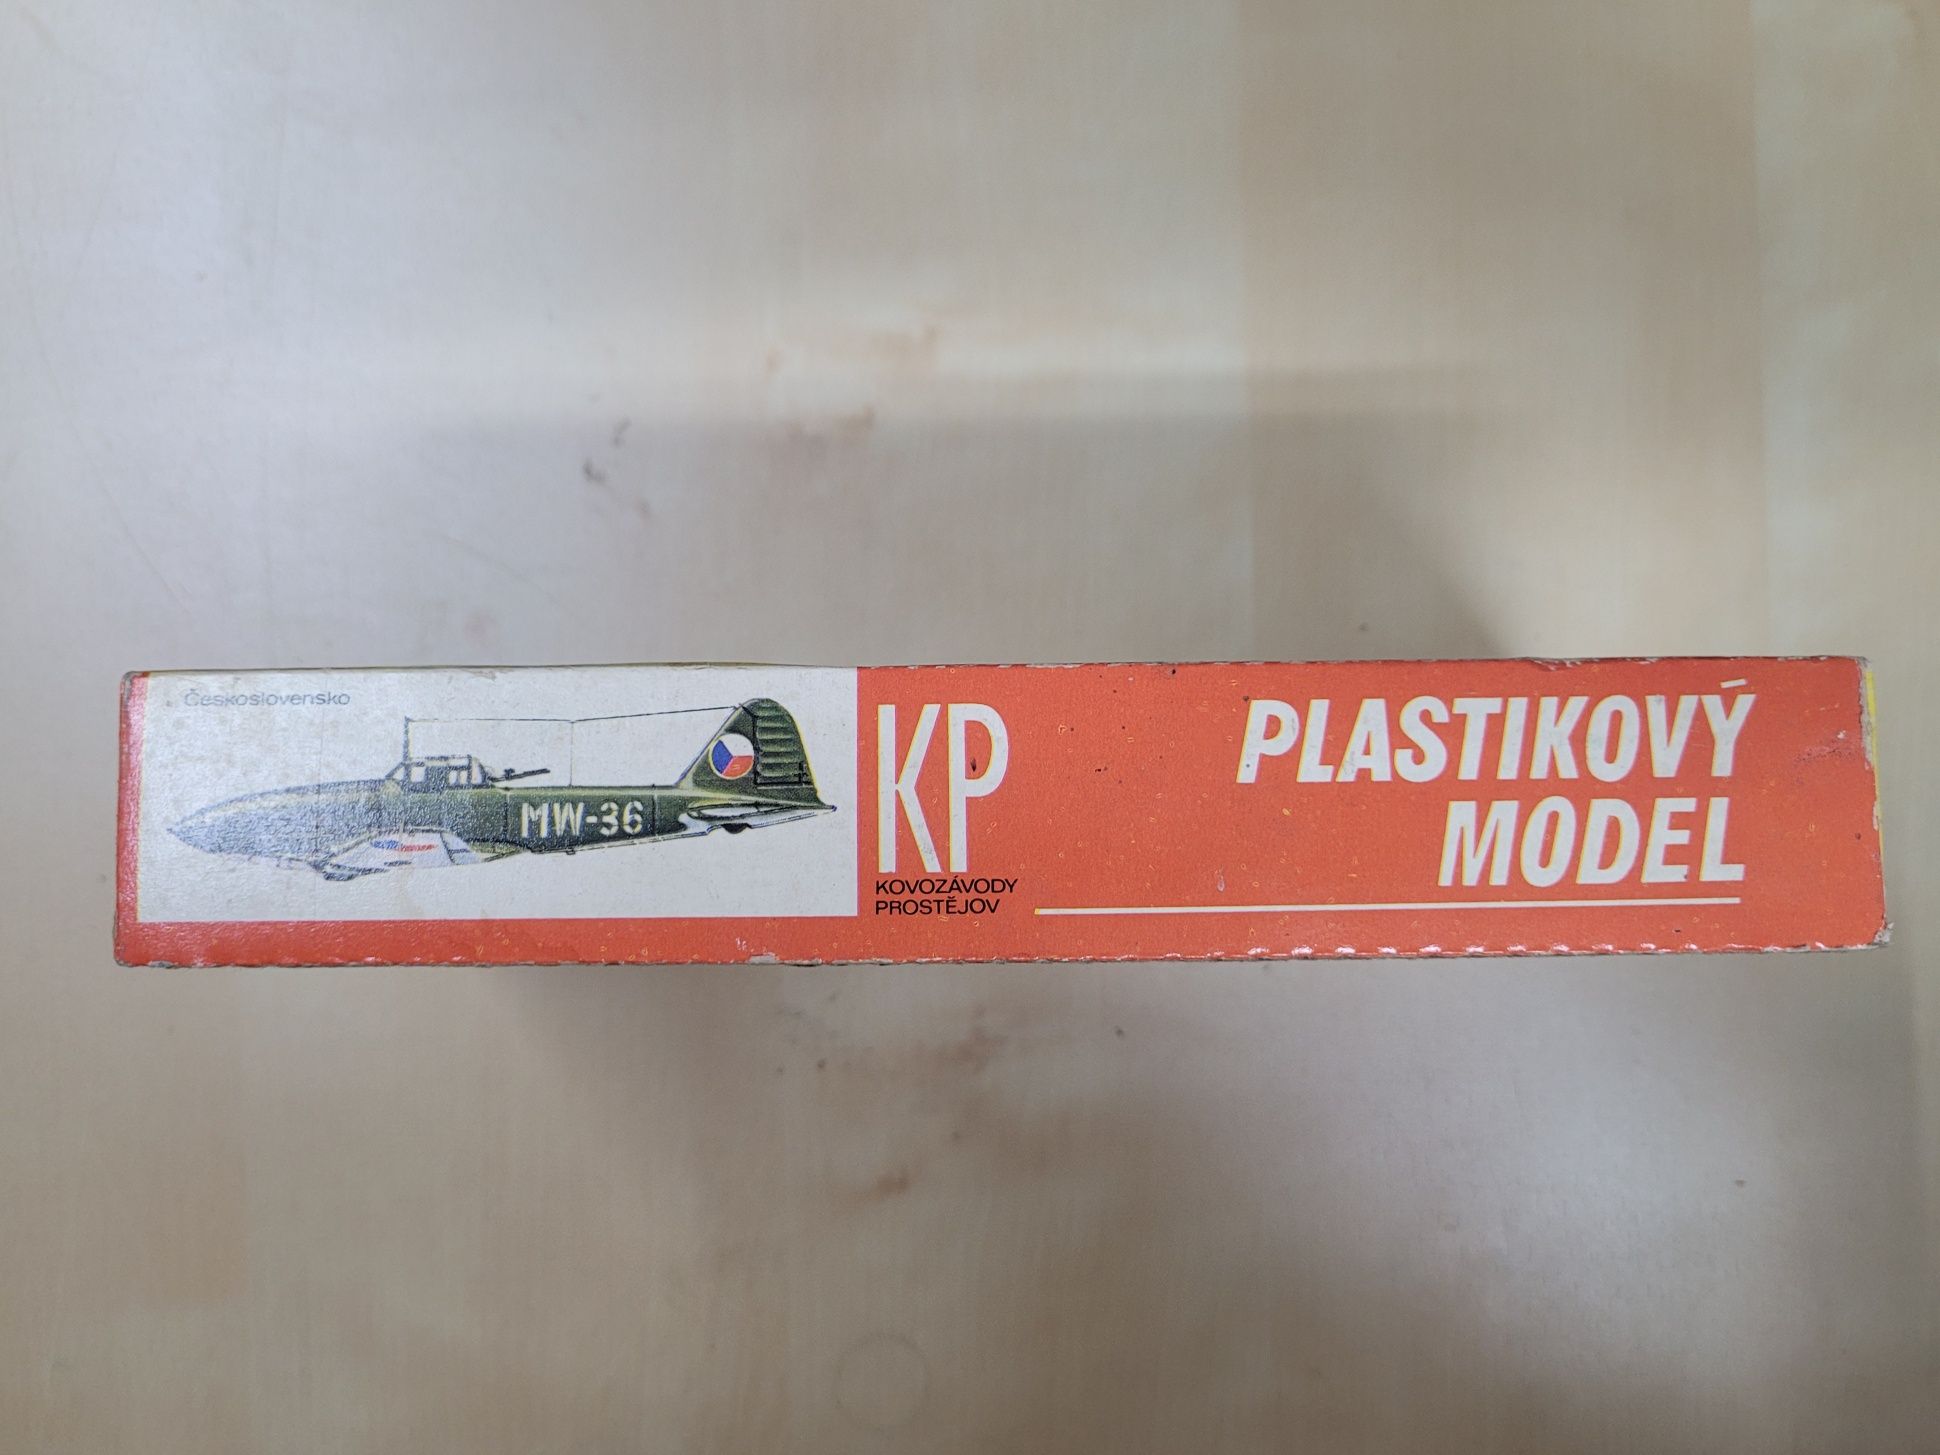 Československo
MW-36
KP
KOVOZÁVODY
PROSTĚJOV
PLASTIKOVÝ
MODEL